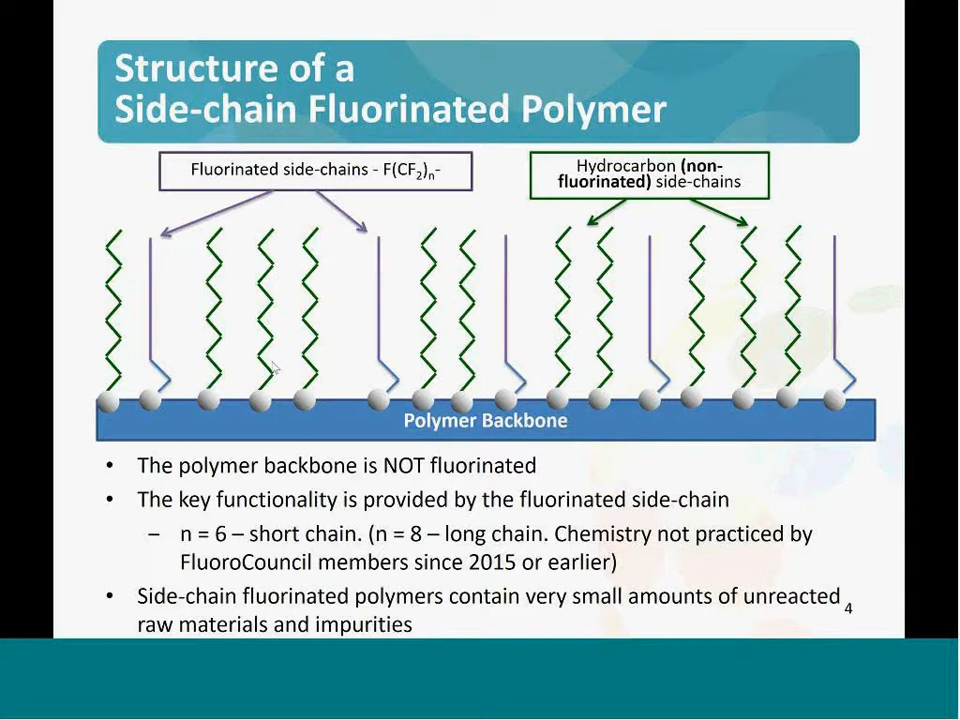 Structure of a
Side-chain Fluorinated Polymer
Fluorinated side-chains - F(CF₂)ₙ-
Hydrocarbon (non-
fluorinated) side-chains
Polymer Backbone
• The polymer backbone is NOT fluorinated
• The key functionality is provided by the fluorinated side-chain
– n = 6 – short chain. (n = 8 – long chain. Chemistry not practiced by
FluoroCouncil members since 2015 or earlier)
• Side-chain fluorinated polymers contain very small amounts of unreacted
raw materials and impurities
4